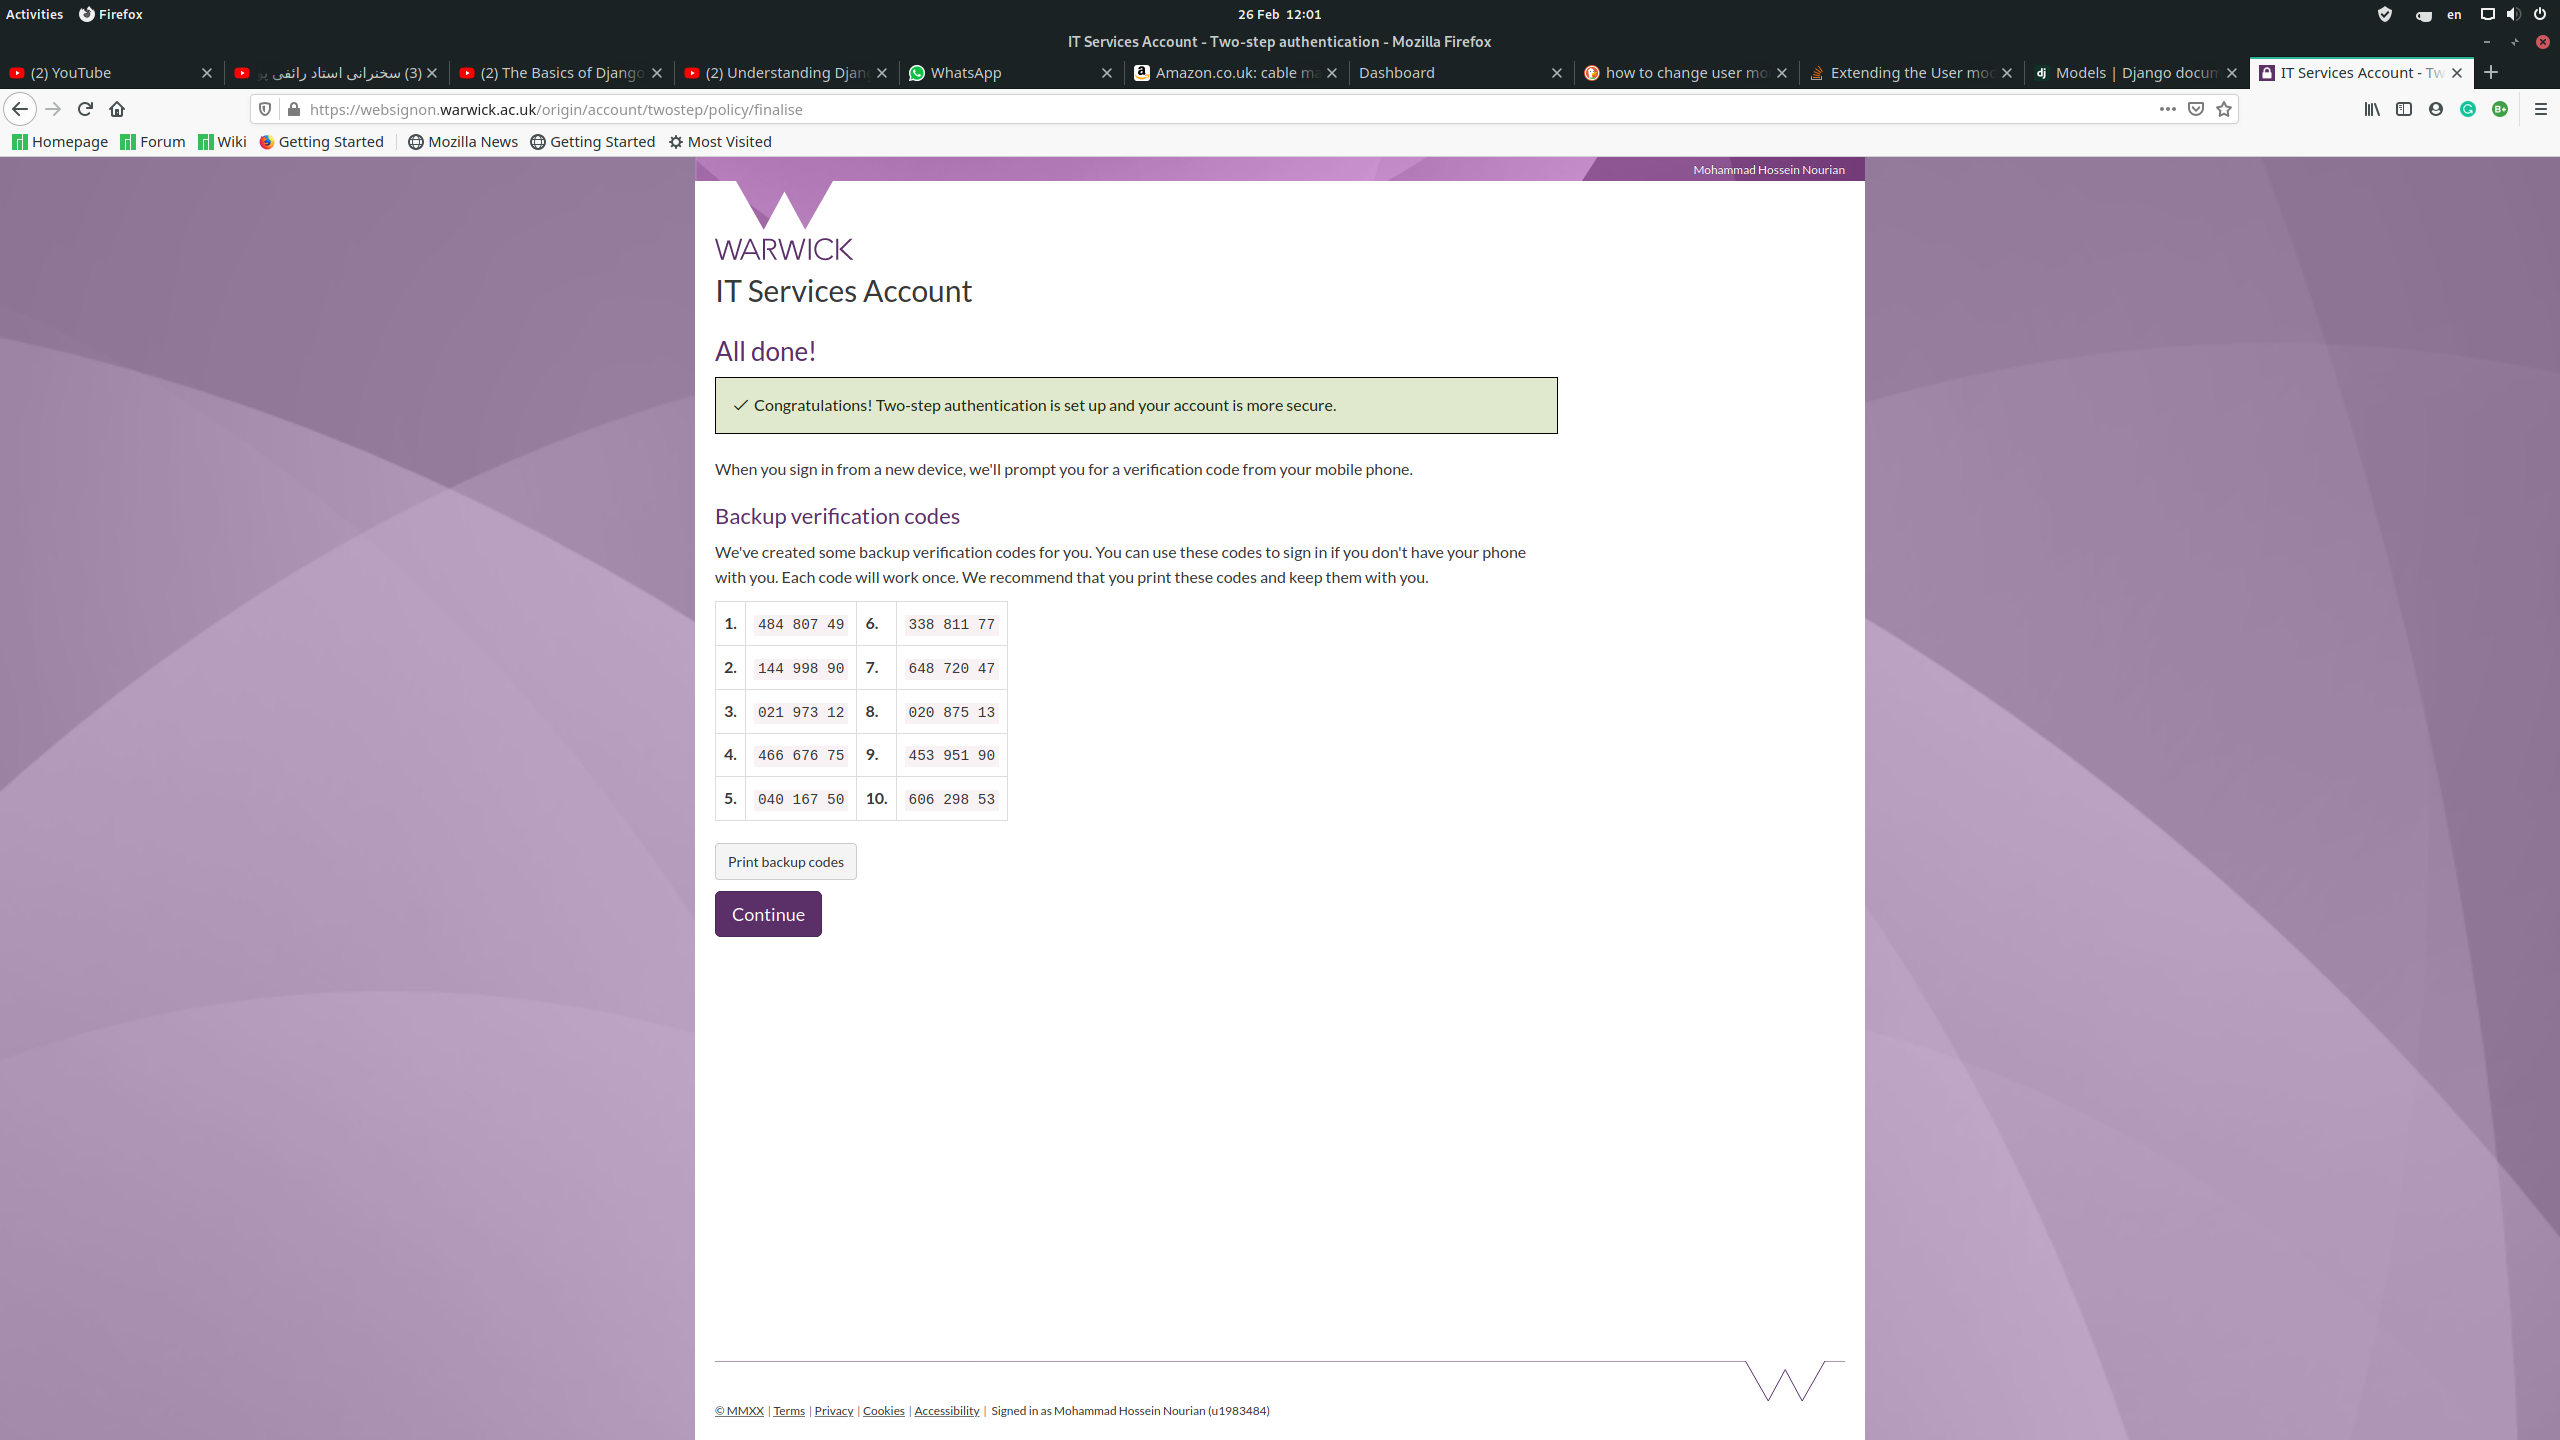 Activities Firefox 26 Feb 12:01 en
IT Services Account - Two-step authentication - Mozilla Firefox
(2) YouTube (3) سخنرانی استاد رائفی پو (2) The Basics of Django (2) Understanding Djan WhatsApp Amazon.co.uk: cable ma Dashboard how to change user mo Extending the User mod Models | Django docum IT Services Account - Tw
https://websignon.warwick.ac.uk/origin/account/twostep/policy/finalise
Homepage Forum Wiki Getting Started Mozilla News Getting Started Most Visited
Mohammad Hossein Nourian
WARWICK
IT Services Account
All done!
Congratulations! Two-step authentication is set up and your account is more secure.
When you sign in from a new device, we'll prompt you for a verification code from your mobile phone.
Backup verification codes
We've created some backup verification codes for you. You can use these codes to sign in if you don't have your phone
with you. Each code will work once. We recommend that you print these codes and keep them with you.
1. 484 807 49 6. 338 811 77
2. 144 998 90 7. 648 720 47
3. 021 973 12 8. 020 875 13
4. 466 676 75 9. 453 951 90
5. 040 167 50 10. 606 298 53
Print backup codes
Continue
© MMXX | Terms | Privacy | Cookies | Accessibility | Signed in as Mohammad Hossein Nourian (u1983484)